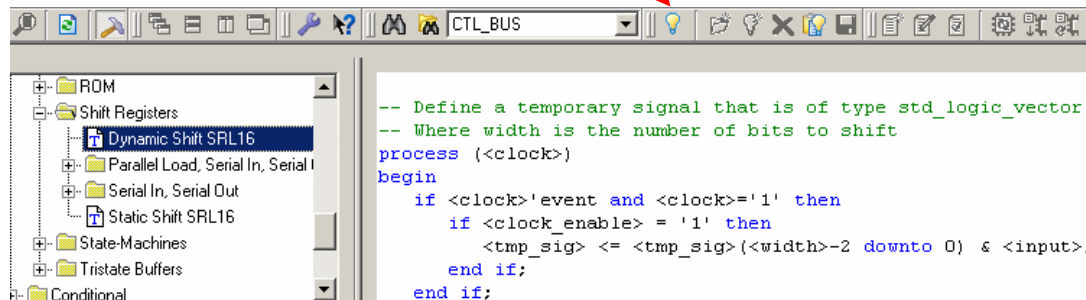 CTL_BUS
ROM
Shift Registers
Dynamic Shift SRL16
Parallel Load, Serial In, Serial
Serial In, Serial Out
Static Shift SRL16
State-Machines
Tristate Buffers
Conditional
-- Define a temporary signal that is of type std_logic_vector
-- Where width is the number of bits to shift
process (<clock>)
begin
if <clock>'event and <clock>='1' then
if <clock_enable> = '1' then
<tmp_sig> <= <tmp_sig>(<width>-2 downto 0) & <input>
end if;
end if;